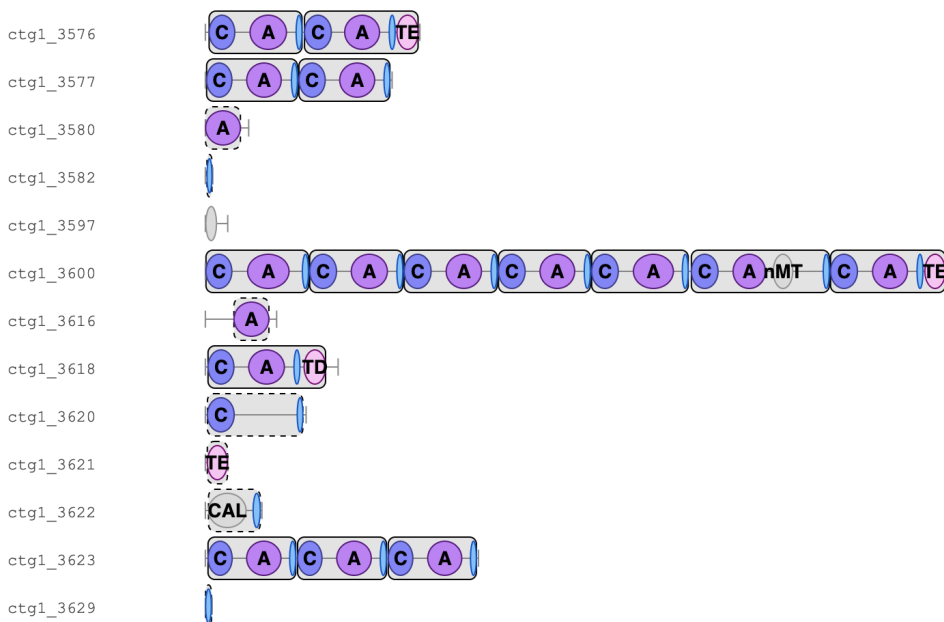 ctg1_3576 C A C A TE
ctg1_3577 C A C A
ctg1_3580 A
ctg1_3582
ctg1_3597
ctg1_3600 C A C A C A C A C A C A nMT C A TE
ctg1_3616 A
ctg1_3618 C A TD
ctg1_3620 C
ctg1_3621 TE
ctg1_3622 CAL
ctg1_3623 C A C A C A
ctg1_3629